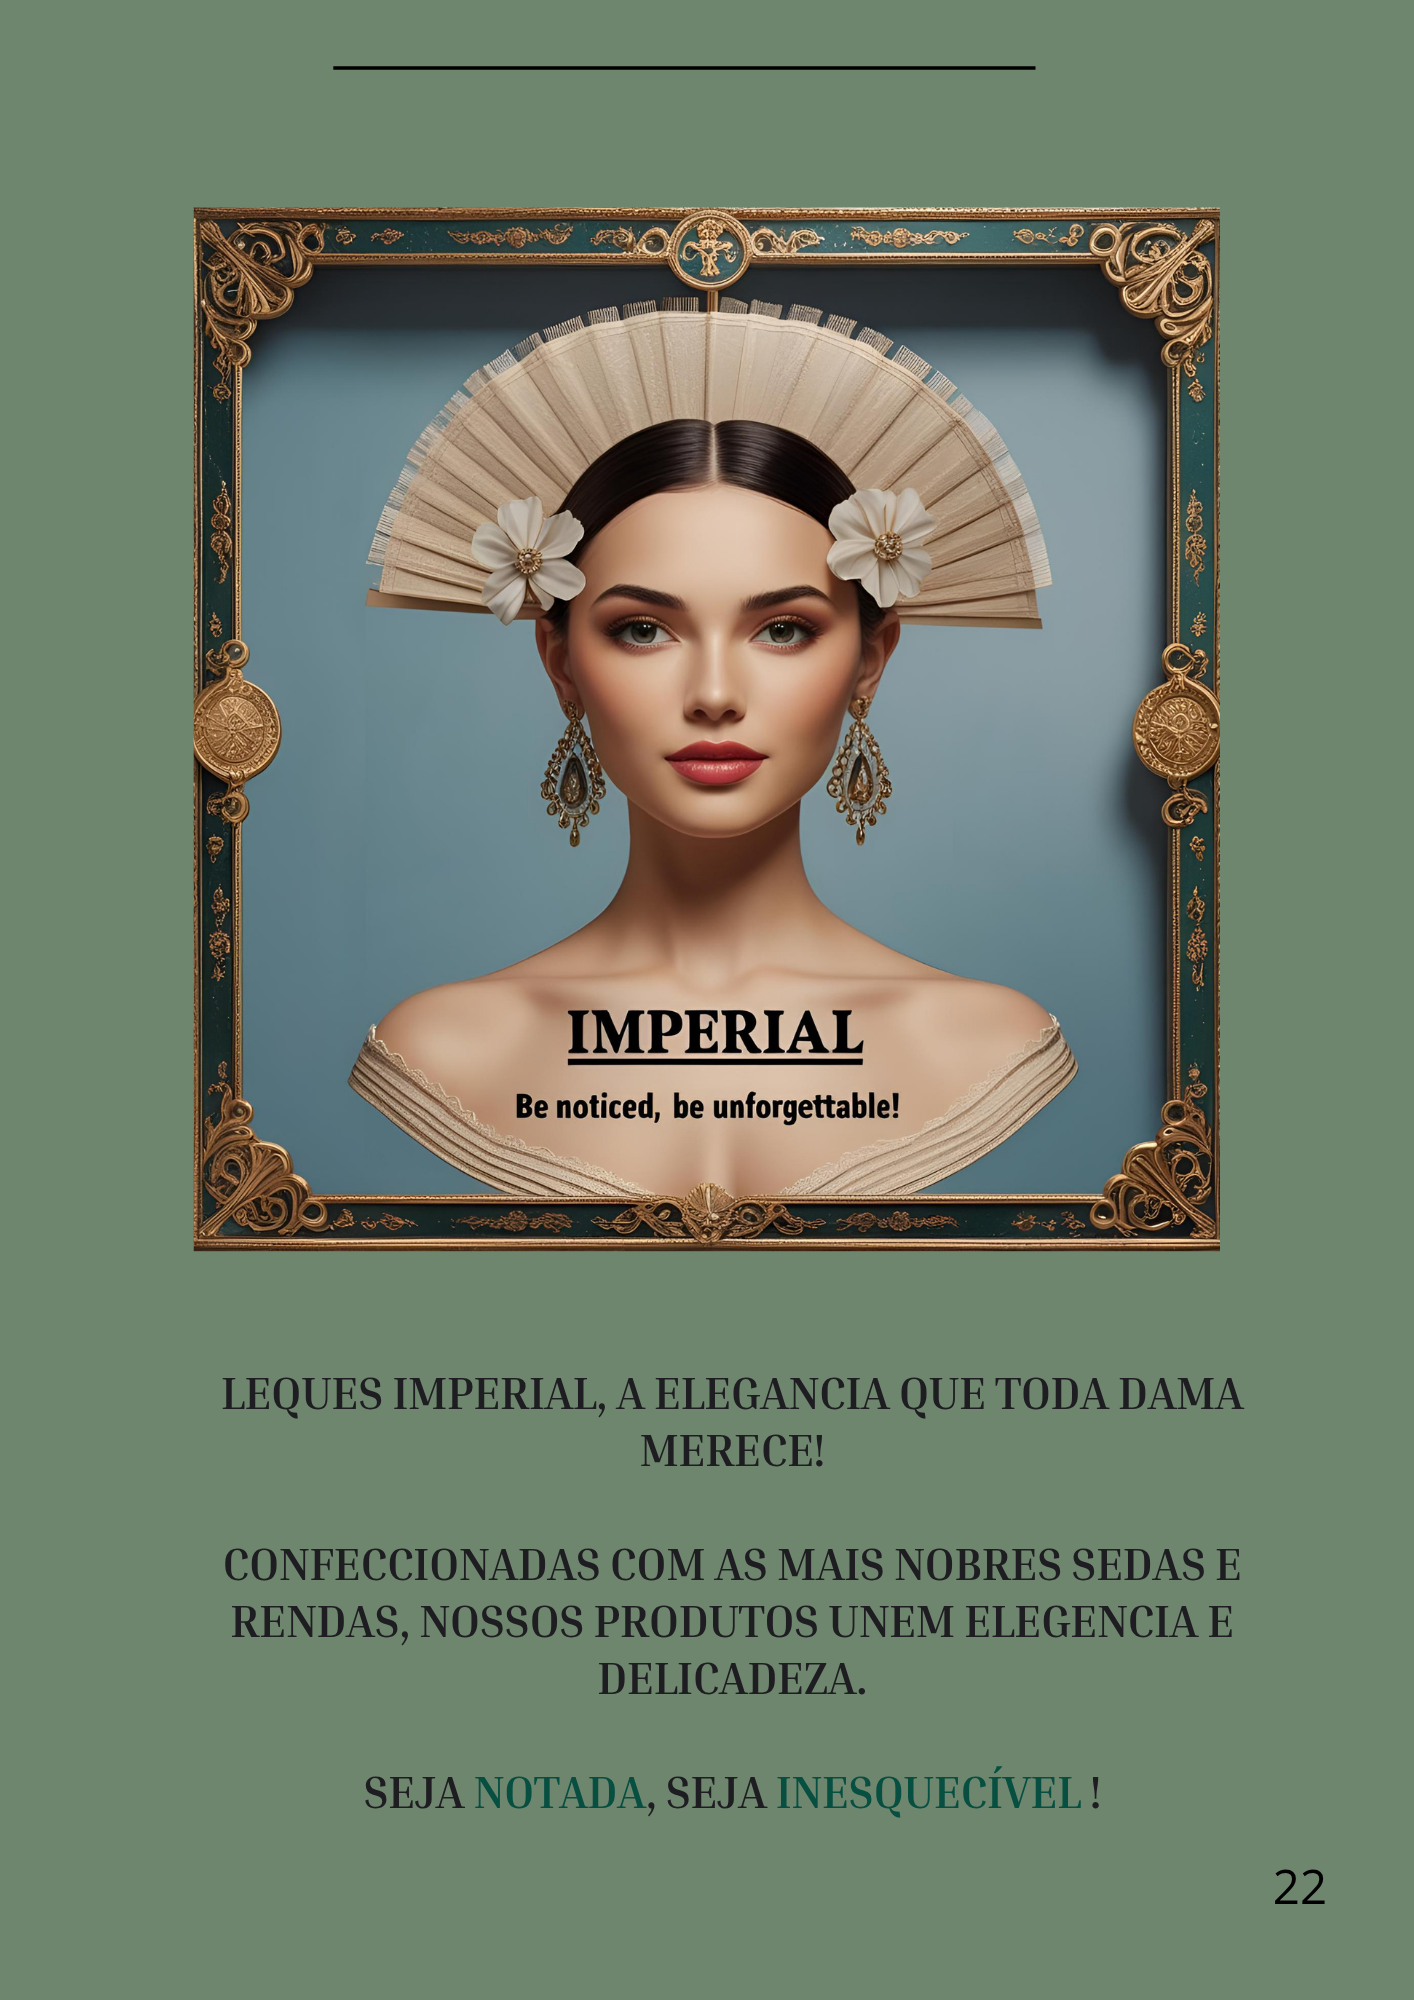 IMPERIAL
Be noticed, be unforgettable!
LEQUES IMPERIAL, A ELEGANCIA QUE TODA DAMA
MERECE!
CONFECCIONADAS COM AS MAIS NOBRES SEDAS E
RENDAS, NOSSOS PRODUTOS UNEM ELEGENCIA E
DELICADEZA.
SEJA NOTADA, SEJA INESQUECÍVEL !
22